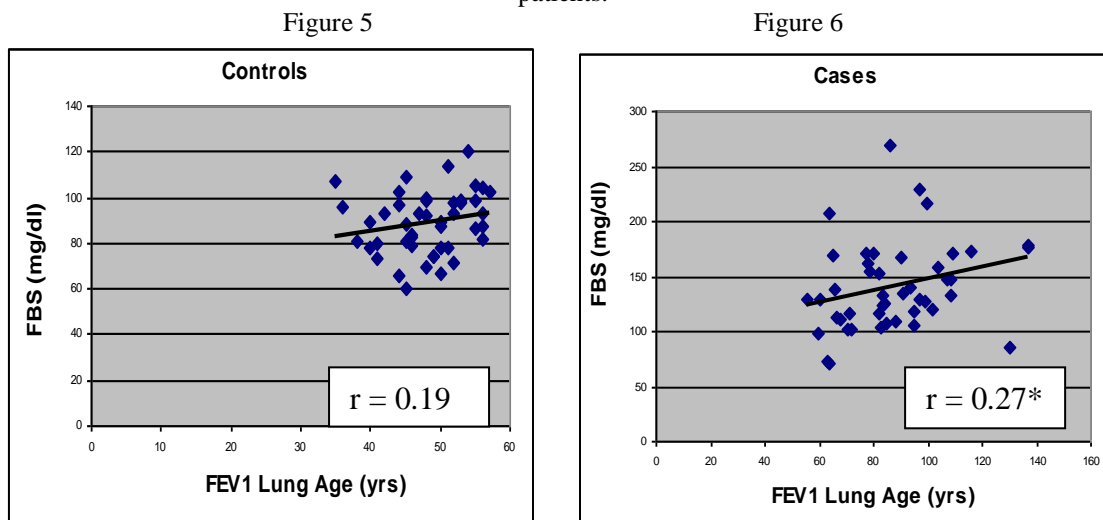 patients.
Figure 5
Figure 6
Controls
140
120
100
80
60
40
20
0
0 10 20 30 40 50 60
FBS (mg/dl)
FEV1 Lung Age (yrs)
r = 0.19
Cases
300
250
200
150
100
50
0
0 20 40 60 80 100 120 140 160
FBS (mg/dl)
FEV1 Lung Age (yrs)
r = 0.27*